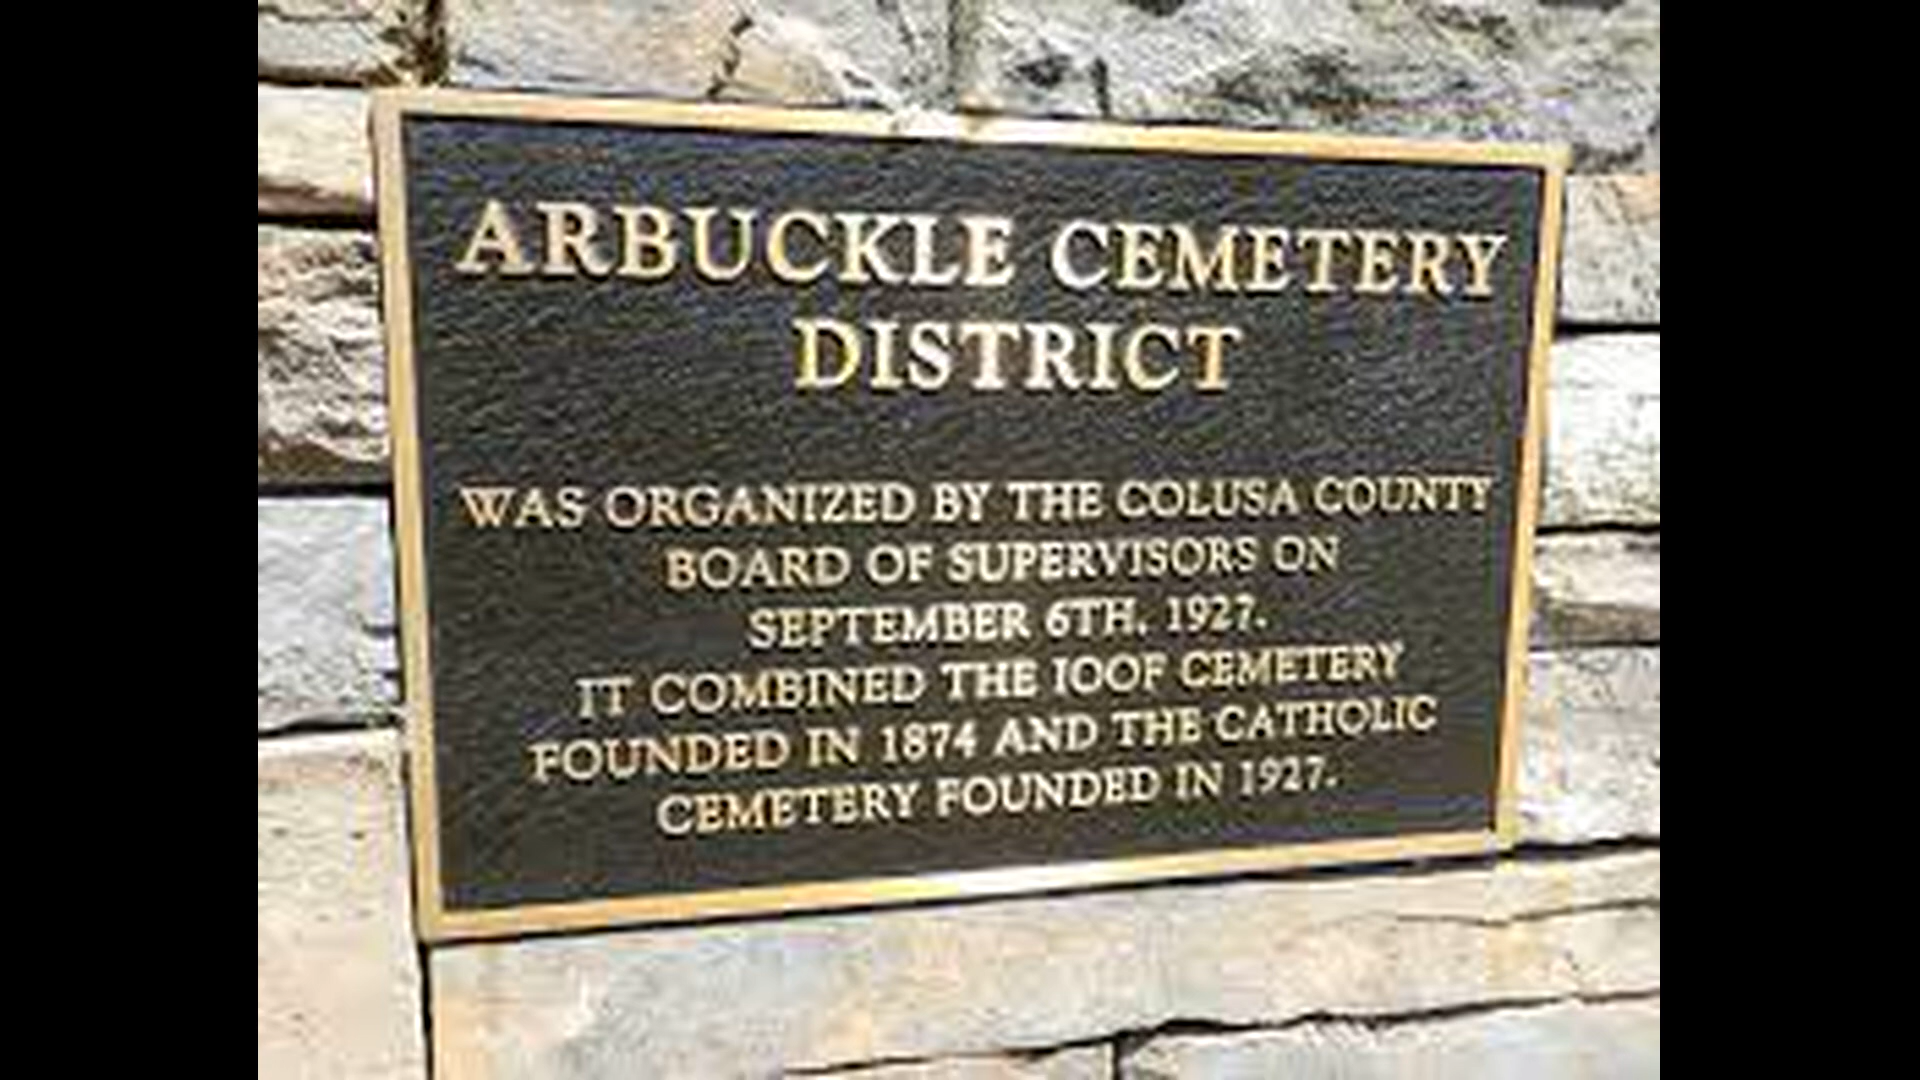 ARBUCKLE CEMETERY
DISTRICT
WAS ORGANIZED BY THE COLUSA COUNTY
BOARD OF SUPERVISORS ON
SEPTEMBER 6TH, 1927.
IT COMBINED THE IOOF CEMETERY
FOUNDED IN 1874 AND THE CATHOLIC
CEMETERY FOUNDED IN 1927.